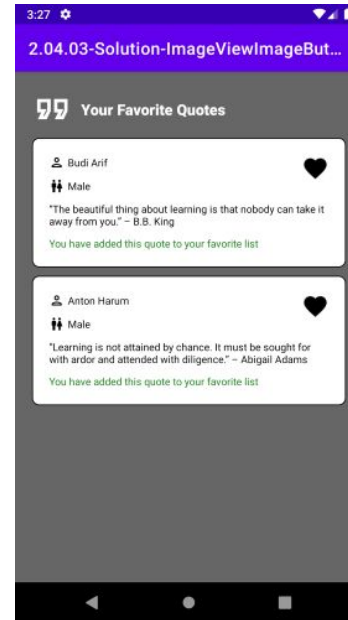 3:27
2.04.03-Solution-ImageViewImageBut...
Your Favorite Quotes
Budi Arif
Male
"The beautiful thing about learning is that nobody can take it
away from you." – B.B. King
You have added this quote to your favorite list
Anton Harum
Male
"Learning is not attained by chance. It must be sought for
with ardor and attended with diligence." – Abigail Adams
You have added this quote to your favorite list